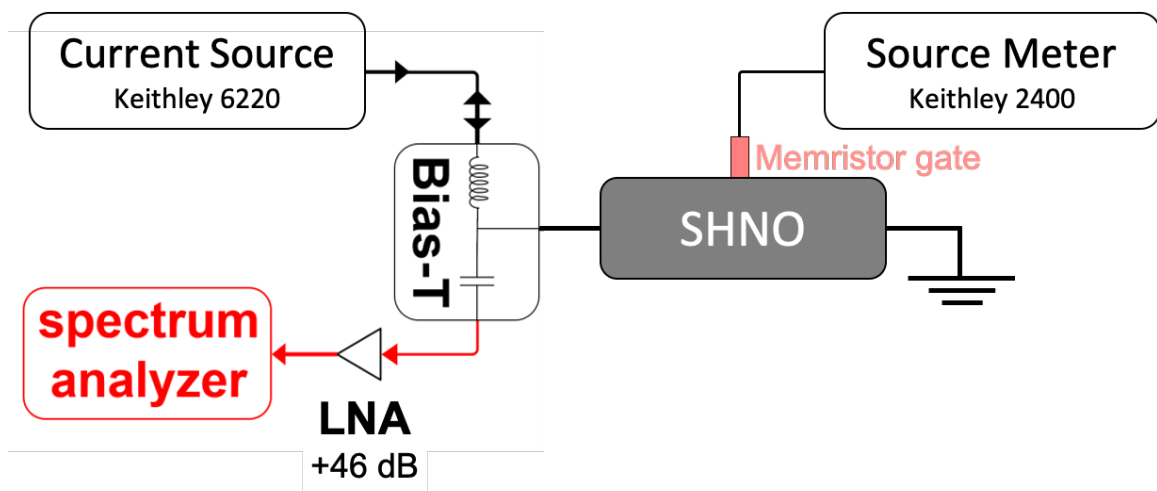 Current Source
Keithley 6220
Source Meter
Keithley 2400
Memristor gate
Bias-T
SHNO
spectrum
analyzer
LNA
+46 dB